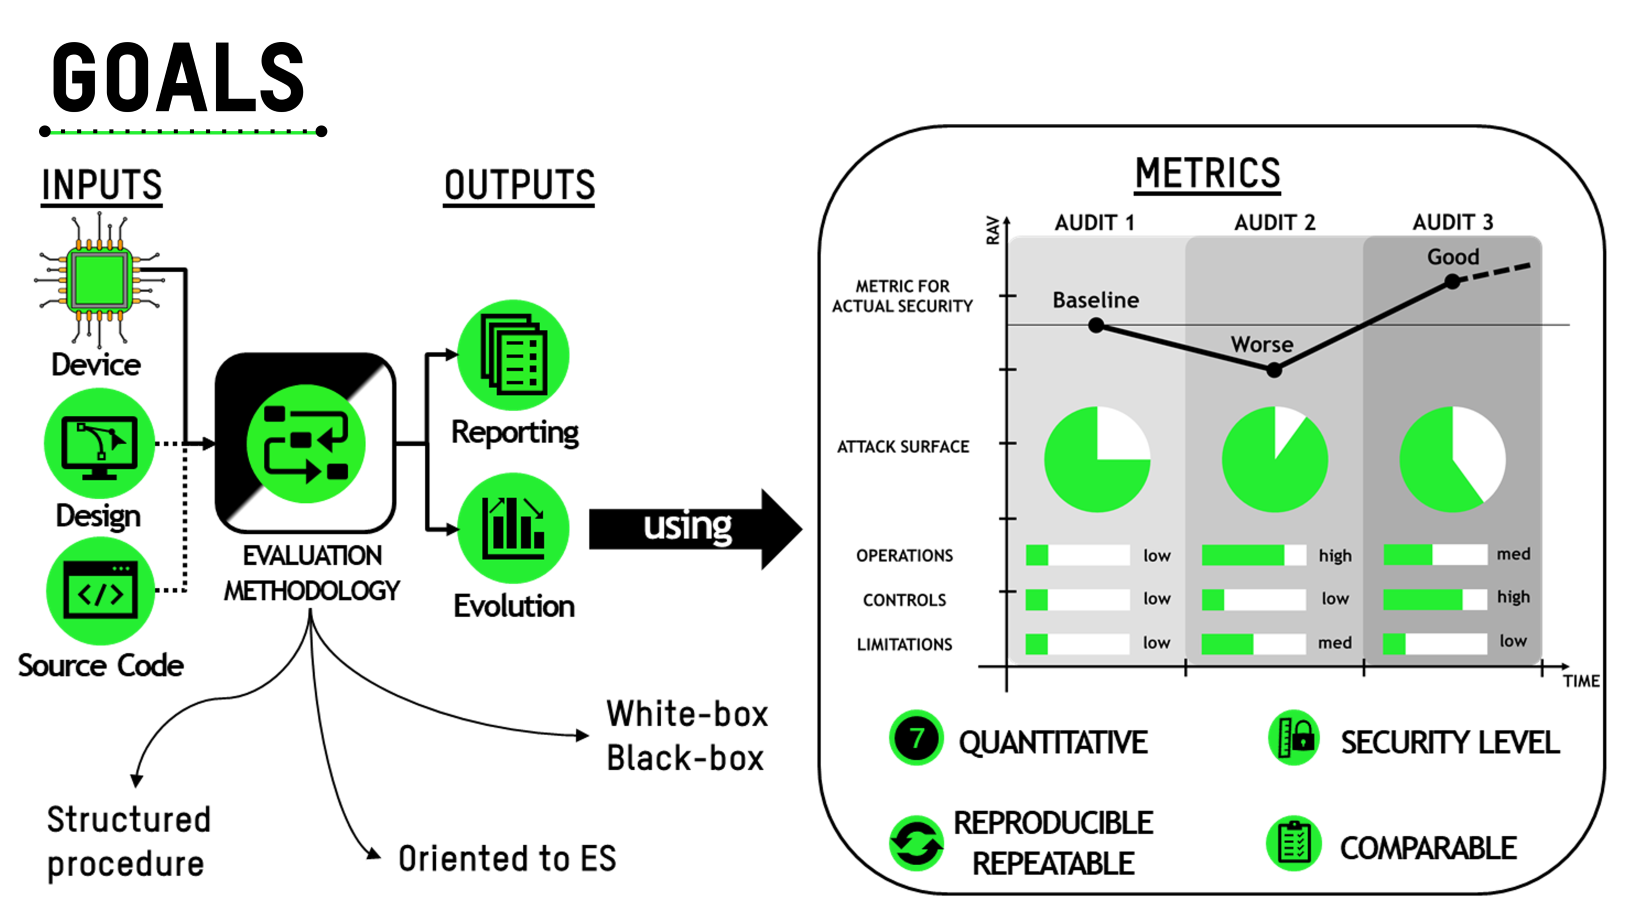 GOALS
INPUTS
Device
Design
Source Code
EVALUATION
METHODOLOGY
OUTPUTS
Reporting
Evolution
using
Structured
procedure
Oriented to ES
White-box
Black-box
METRICS
RAV
AUDIT 1
AUDIT 2
AUDIT 3
METRIC FOR
ACTUAL SECURITY
Baseline
Worse
Good
ATTACK SURFACE
OPERATIONS
low
high
med
CONTROLS
low
low
high
LIMITATIONS
low
med
low
TIME
7
QUANTITATIVE
SECURITY LEVEL
REPRODUCIBLE
REPEATABLE
COMPARABLE